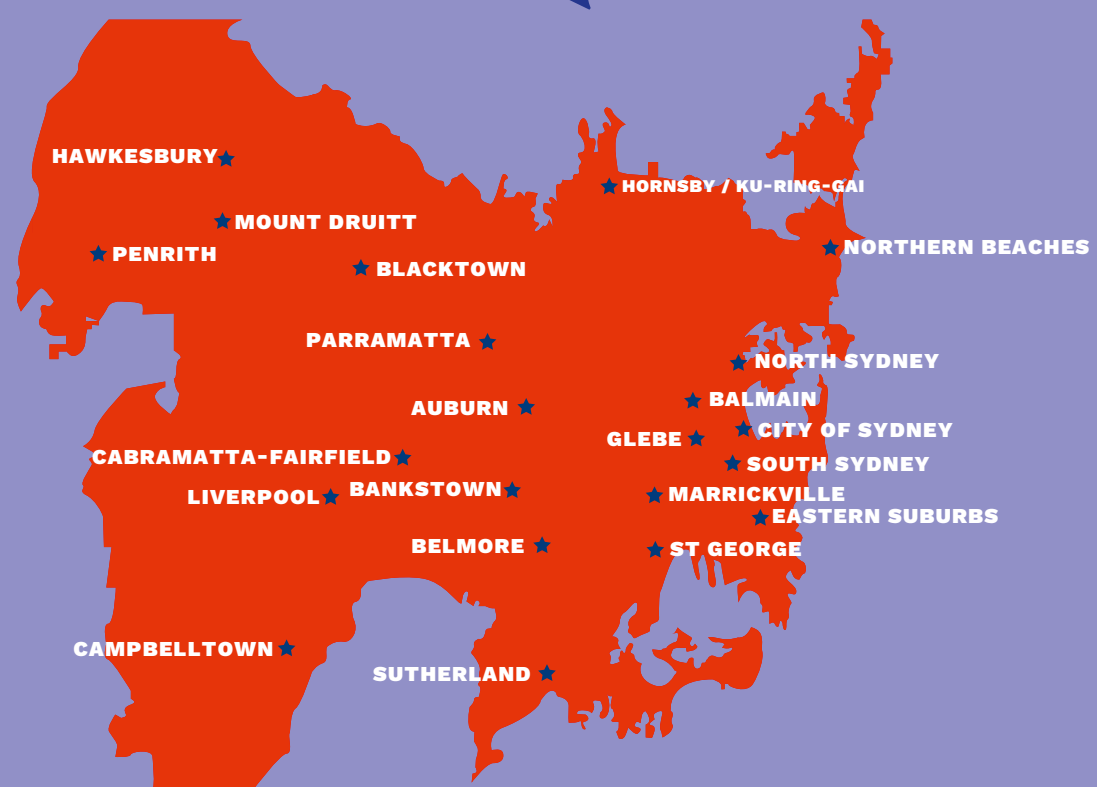 HAWKESBURY
HORNSBY / KU-RING-GAI
MOUNT DRUITT
PENRITH
NORTHERN BEACHES
BLACKTOWN
PARRAMATTA
NORTH SYDNEY
BALMAIN
AUBURN
CITY OF SYDNEY
GLEBE
CABRAMATTA-FAIRFIELD
SOUTH SYDNEY
BANKSTOWN
LIVERPOOL
MARRICKVILLE
EASTERN SUBURBS
BELMORE
ST GEORGE
CAMPBELLTOWN
SUTHERLAND